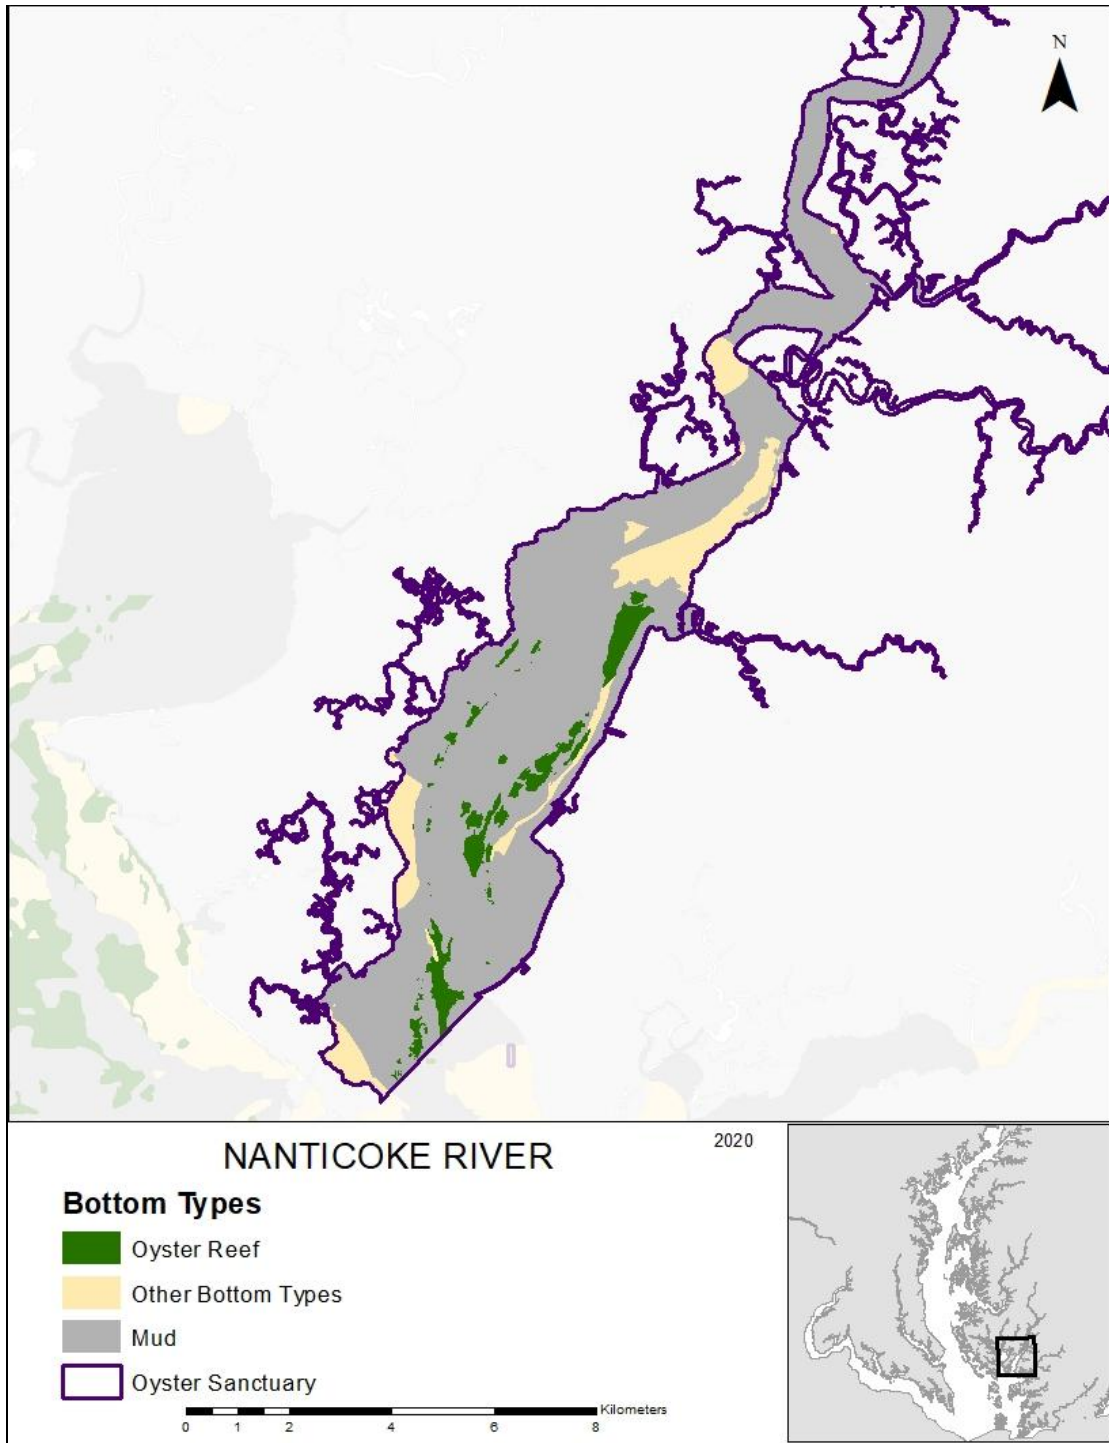 N
NANTICOKE RIVER
2020
Bottom Types
Oyster Reef
Other Bottom Types
Mud
Oyster Sanctuary
Kilometers
0 1 2 4 6 8